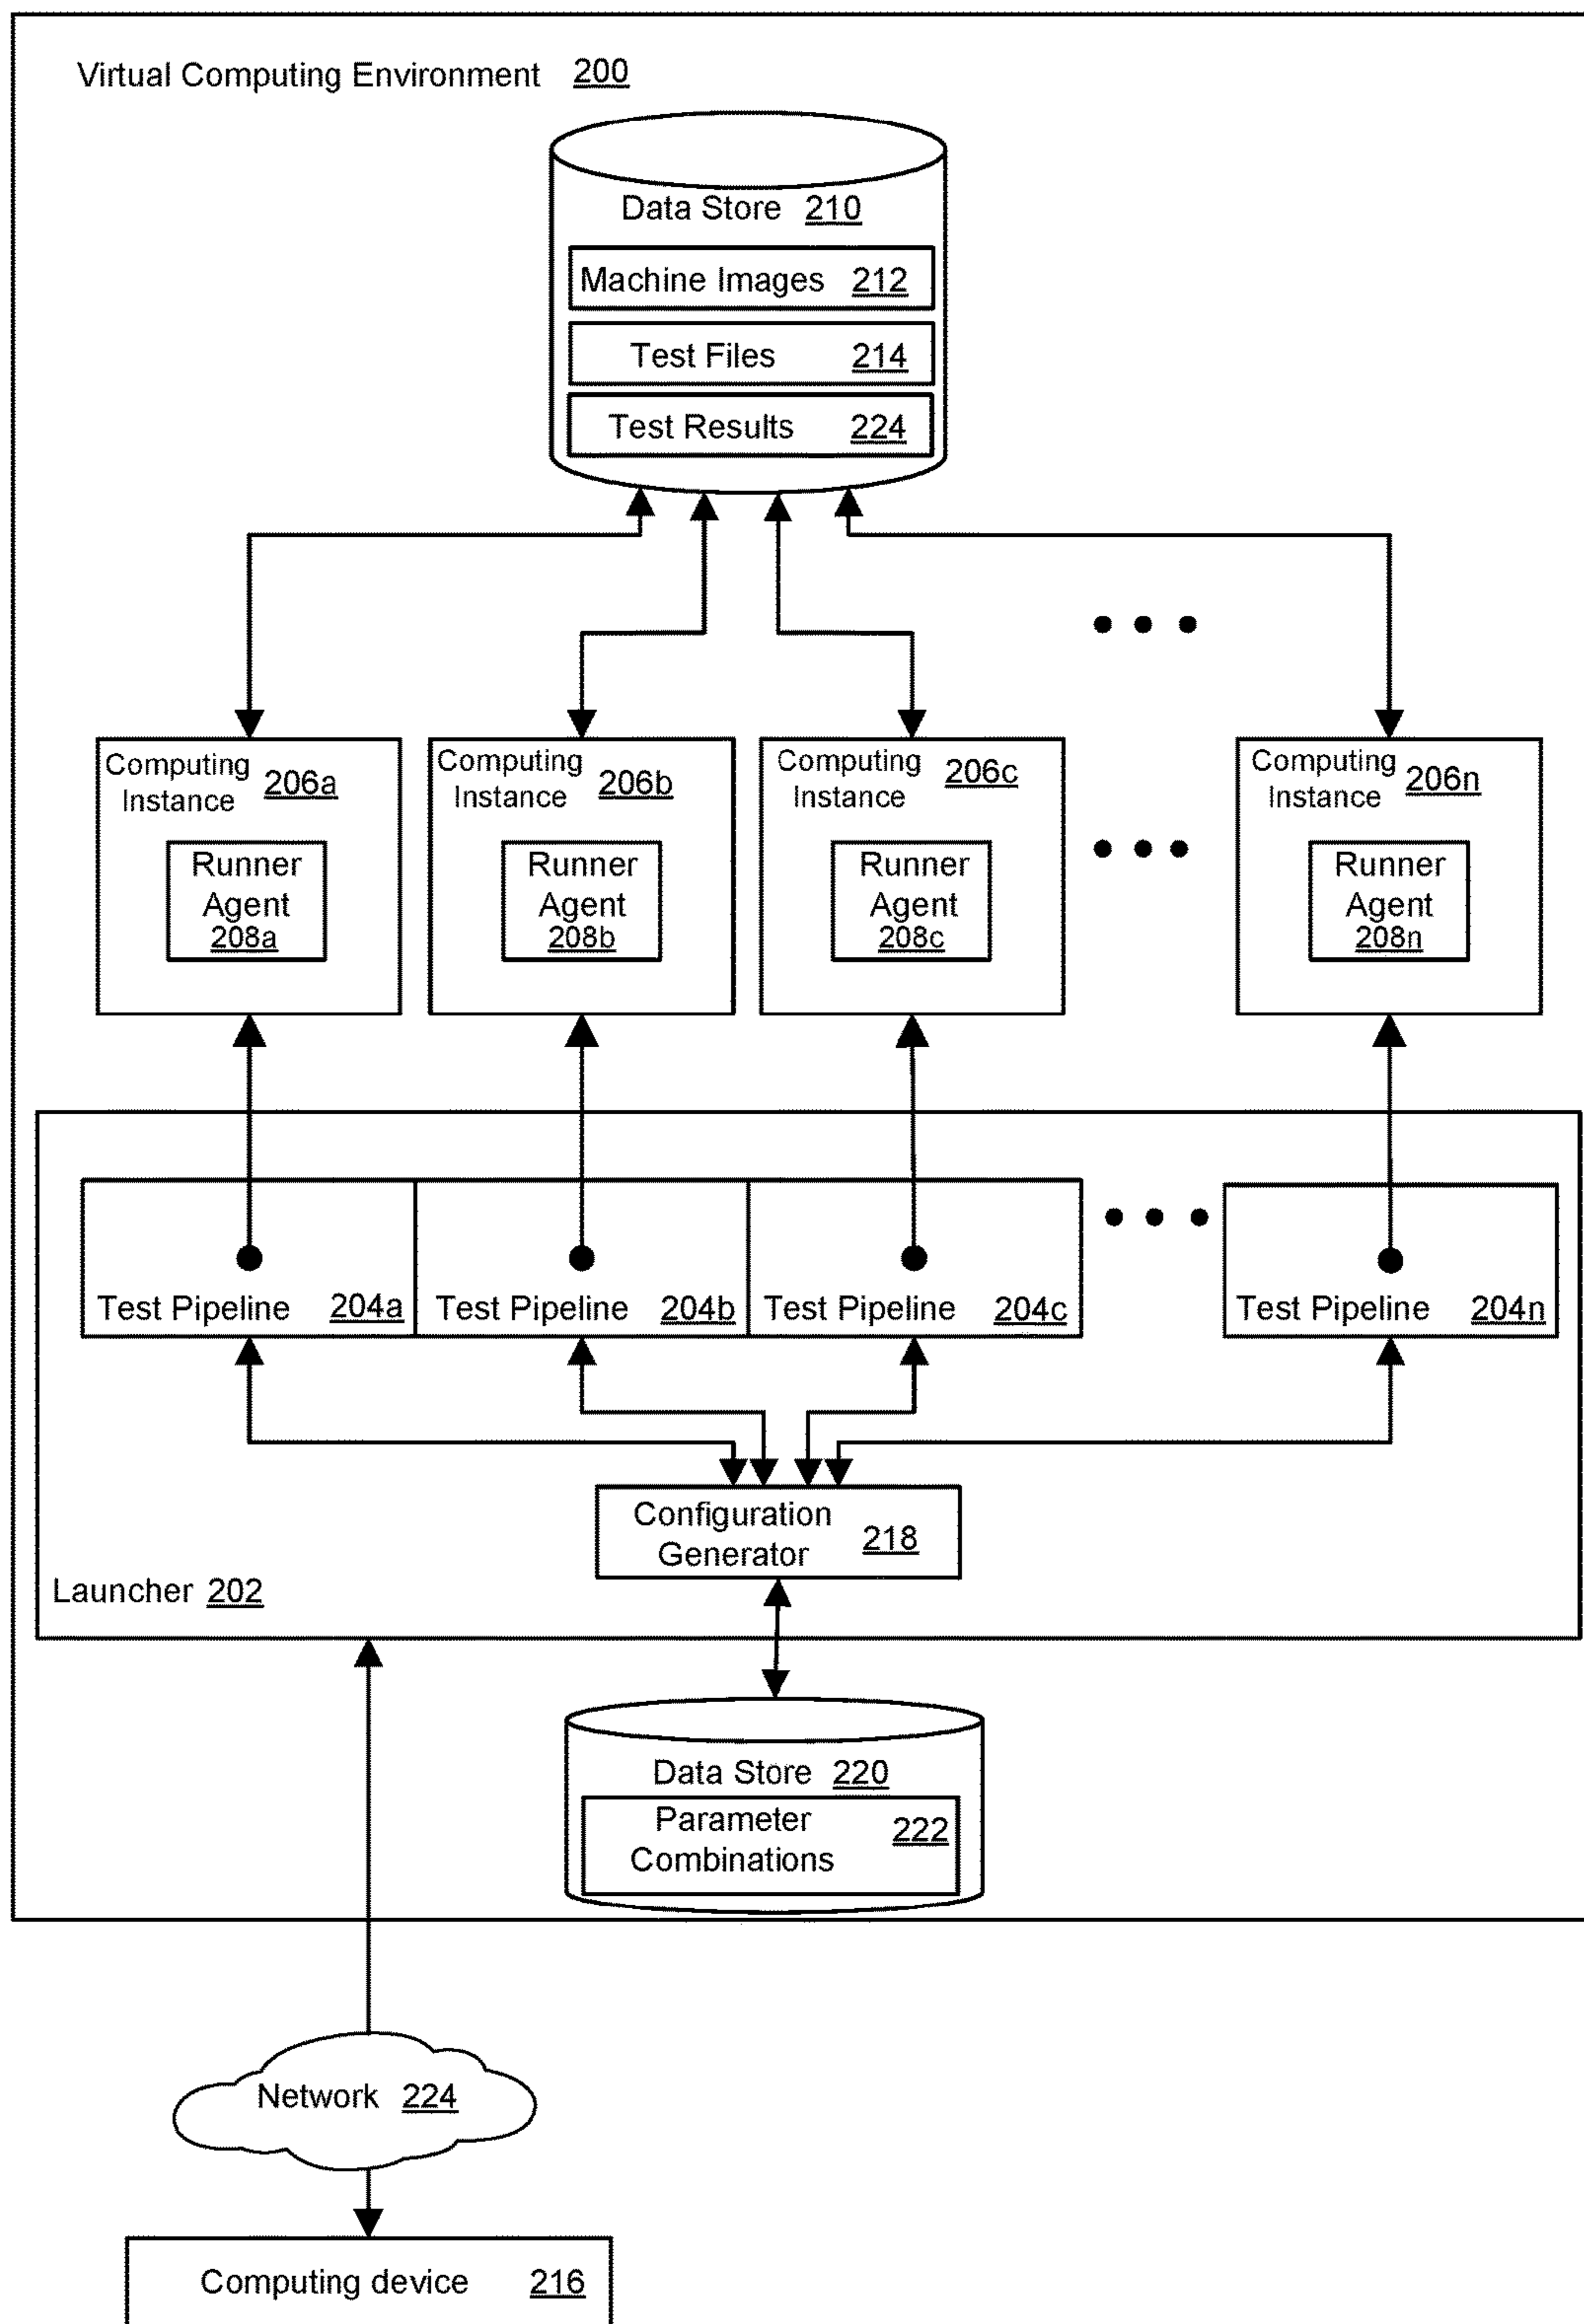 Virtual Computing Environment 200
Data Store 210
Machine Images 212
Test Files 214
Test Results 224
Computing
Instance 206a
Runner
Agent
208a
Computing
Instance 206b
Runner
Agent
208b
Computing
Instance 206c
Runner
Agent
208c
Computing
Instance 206n
Runner
Agent
208n
Test Pipeline 204a
Test Pipeline 204b
Test Pipeline 204c
Test Pipeline 204n
Configuration
Generator 218
Launcher 202
Data Store 220
Parameter
Combinations 222
Network 224
Computing device 216